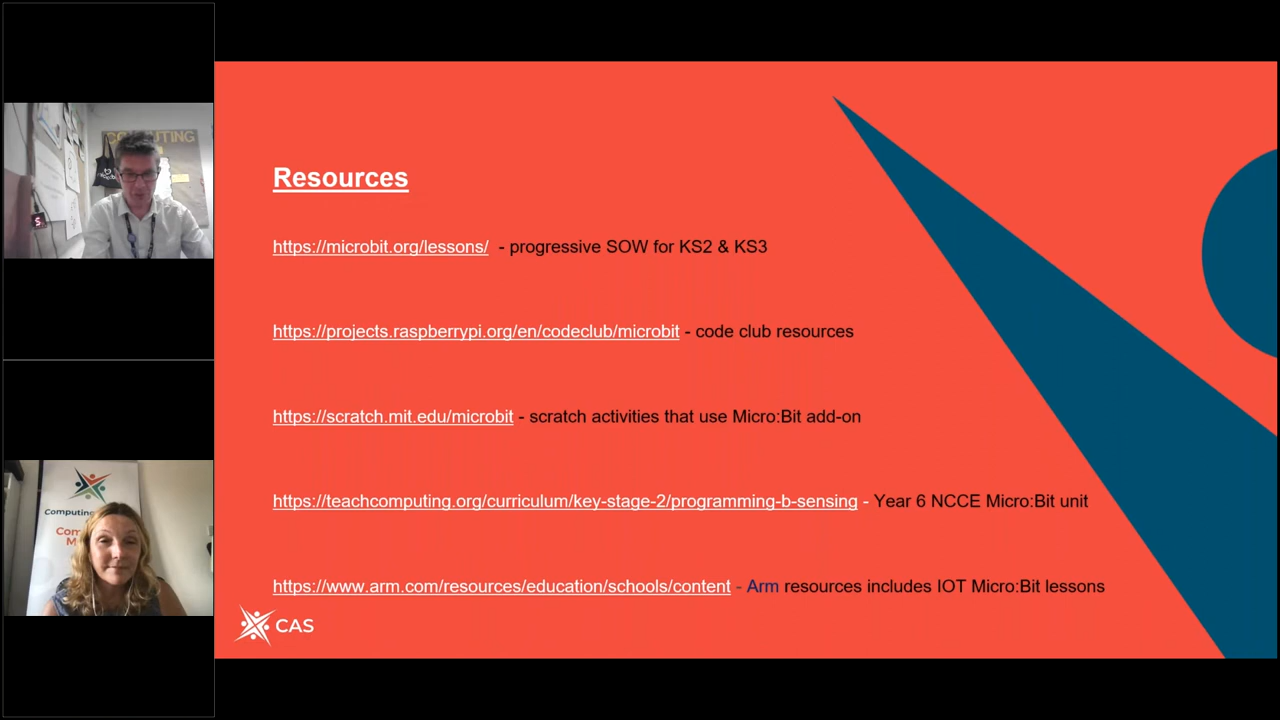 COMPUTING
S
Computing
Com
M
Resources
https://microbit.org/lessons/ - progressive SOW for KS2 & KS3
https://projects.raspberrypi.org/en/codeclub/microbit - code club resources
https://scratch.mit.edu/microbit - scratch activities that use Micro:Bit add-on
https://teachcomputing.org/curriculum/key-stage-2/programming-b-sensing - Year 6 NCCE Micro:Bit unit
https://www.arm.com/resources/education/schools/content - Arm resources includes IOT Micro:Bit lessons
CAS